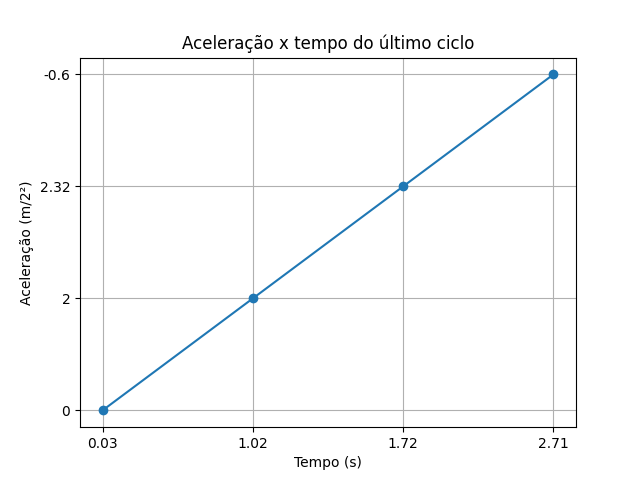 Aceleração x tempo do último ciclo
-0.6
2.32
2
0
Aceleração (m/2²)
0.03 1.02 1.72 2.71
Tempo (s)